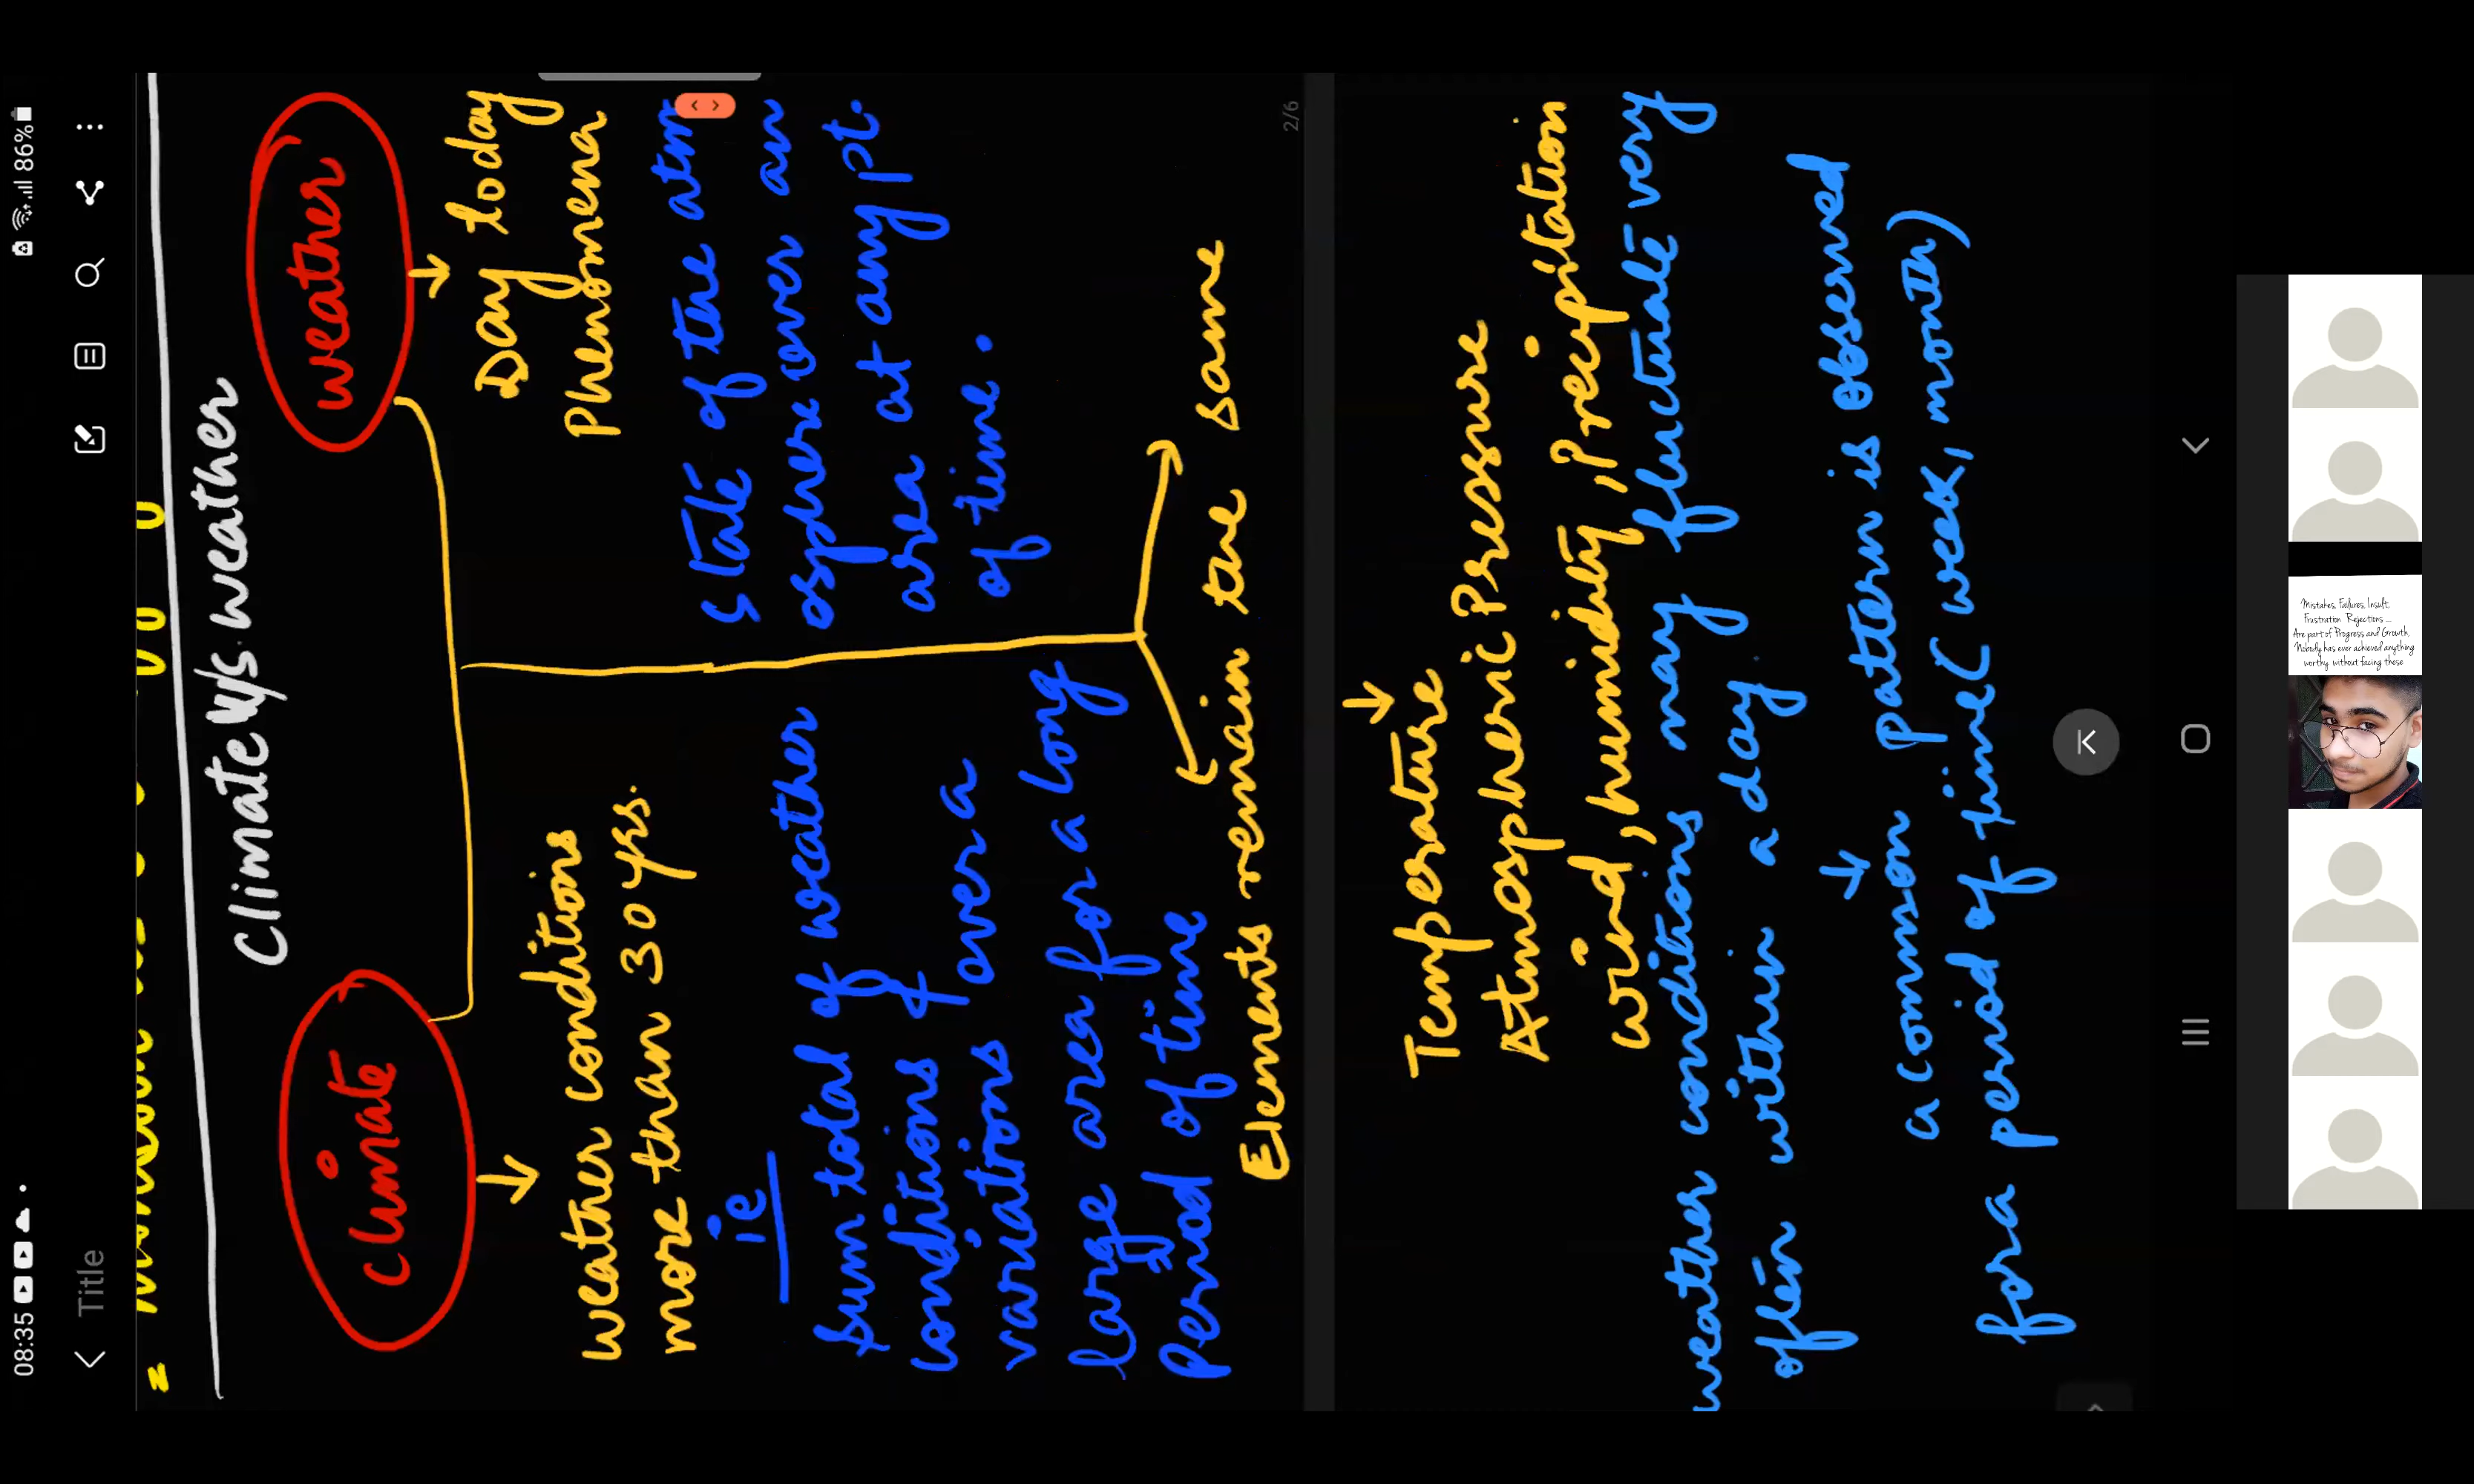 08:35
86%
Title
Climate v/s weather
climate
weather
weather conditions
more than 30 yrs.
ie
sum total of weather
conditions &
variations over a
large area for a long
period of time
Day today
phenomena
state of the atm
osphere over an
area at any pt.
of time.
Elements remain the same
2/6
Temperature
Atmospheric Pressure
wind, humidity, Precipitation
weather conditions may fluctuate very
often within a day.
a common pattern is observed
for a period of time (week, month)
Mistakes, Failures, Insult,
Frustration Rejections ...
Are part of Progress and Growth,
Nobody has ever achieved anything
worthy without facing these